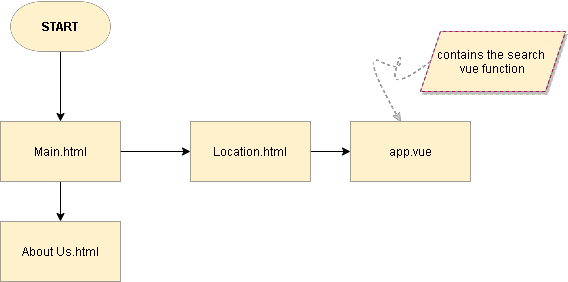 START
contains the search
vue function
Main.html
Location.html
app.vue
About Us.html